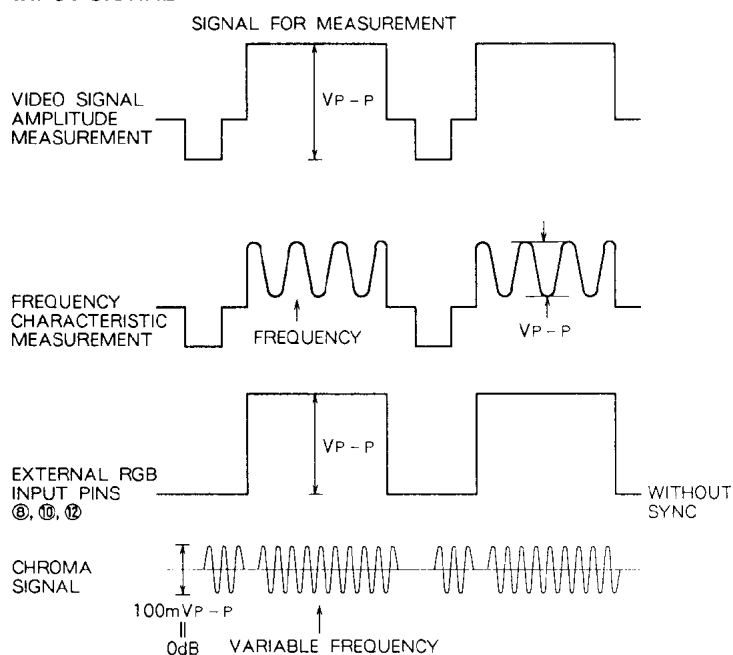 SIGNAL FOR MEASUREMENT
VIDEO SIGNAL
AMPLITUDE
MEASUREMENT
VP-P
FREQUENCY
CHARACTERISTIC
MEASUREMENT
FREQUENCY
VP-P
EXTERNAL RGB
INPUT PINS
⑧, ⑩, ⑫
VP-P
WITHOUT
SYNC
CHROMA
SIGNAL
100mVP-P
=
0dB
VARIABLE FREQUENCY